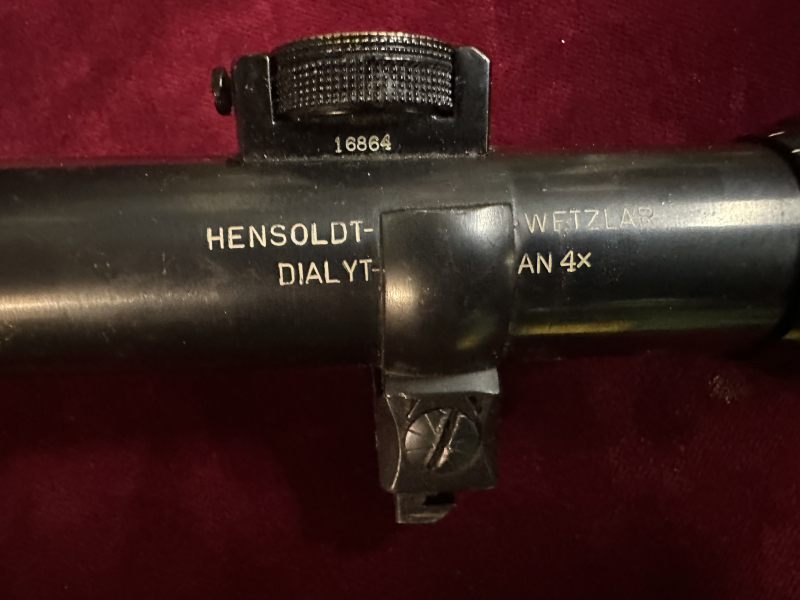 16864
HENSOLDT- WETZLAR
DIALYT- AN 4x